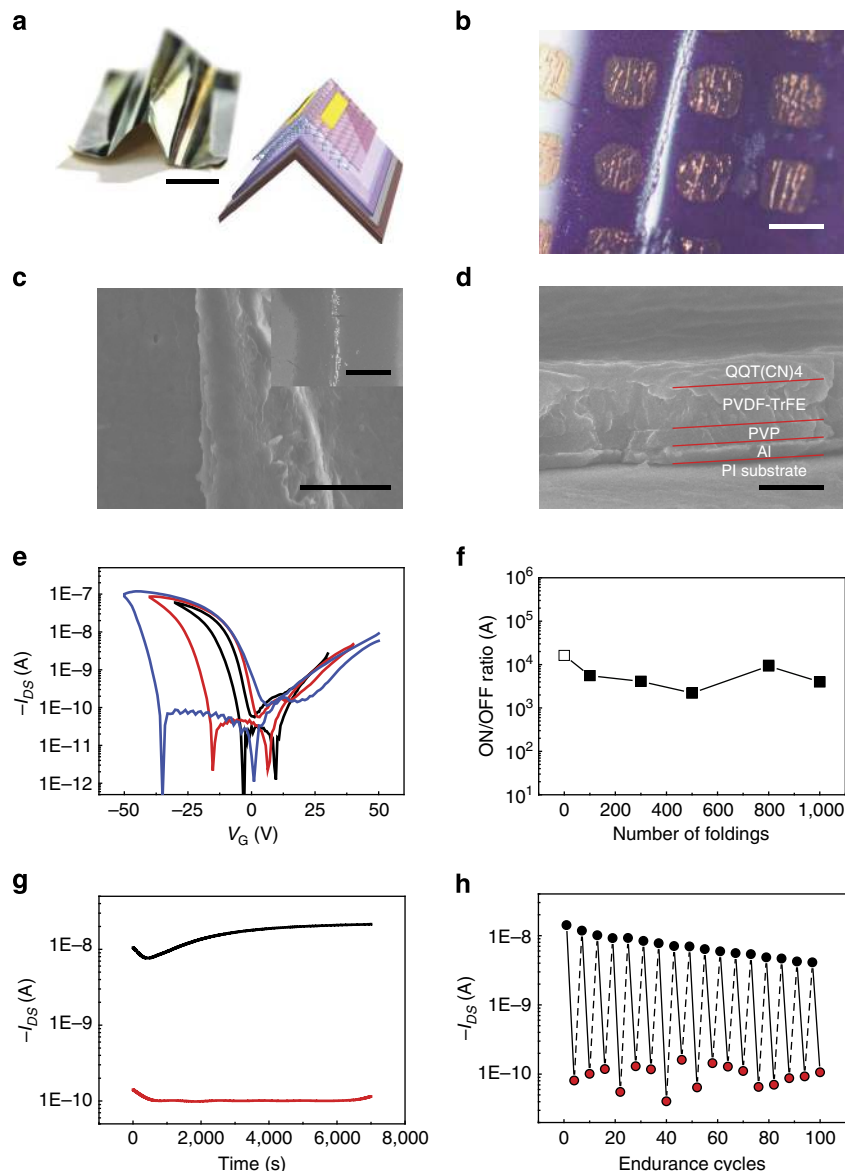 a
b
c
d
QQT(CN)4
PVDF-TrFE
PVP
Al
PI substrate
e
1E–7
1E–8
1E–9
1E–10
1E–11
1E–12
–I_DS (A)
–50
–25
0
25
50
V_G (V)
f
10^6
10^5
10^4
10^3
10^2
10^1
ON/OFF ratio (A)
0 200 400 600 800 1,000
Number of foldings
g
1E–8
1E–9
1E–10
–I_DS (A)
0
2,000
4,000
6,000
8,000
Time (s)
h
1E–8
1E–9
1E–10
–I_DS (A)
0 20 40 60 80 100
Endurance cycles